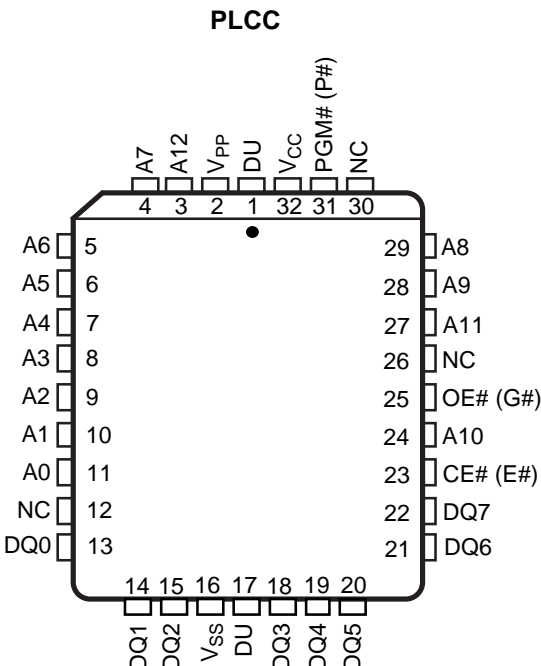 PLCC
A7 A12 VPP DU VCC PGM# (P#) NC
4 3 2 1 32 31 30
A6 5 29 A8
A5 6 28 A9
A4 7 27 A11
A3 8 26 NC
A2 9 25 OE# (G#)
A1 10 24 A10
A0 11 23 CE# (E#)
NC 12 22 DQ7
DQ0 13 21 DQ6
14 15 16 17 18 19 20
DQ1 DQ2 VSS DU DQ3 DQ4 DQ5